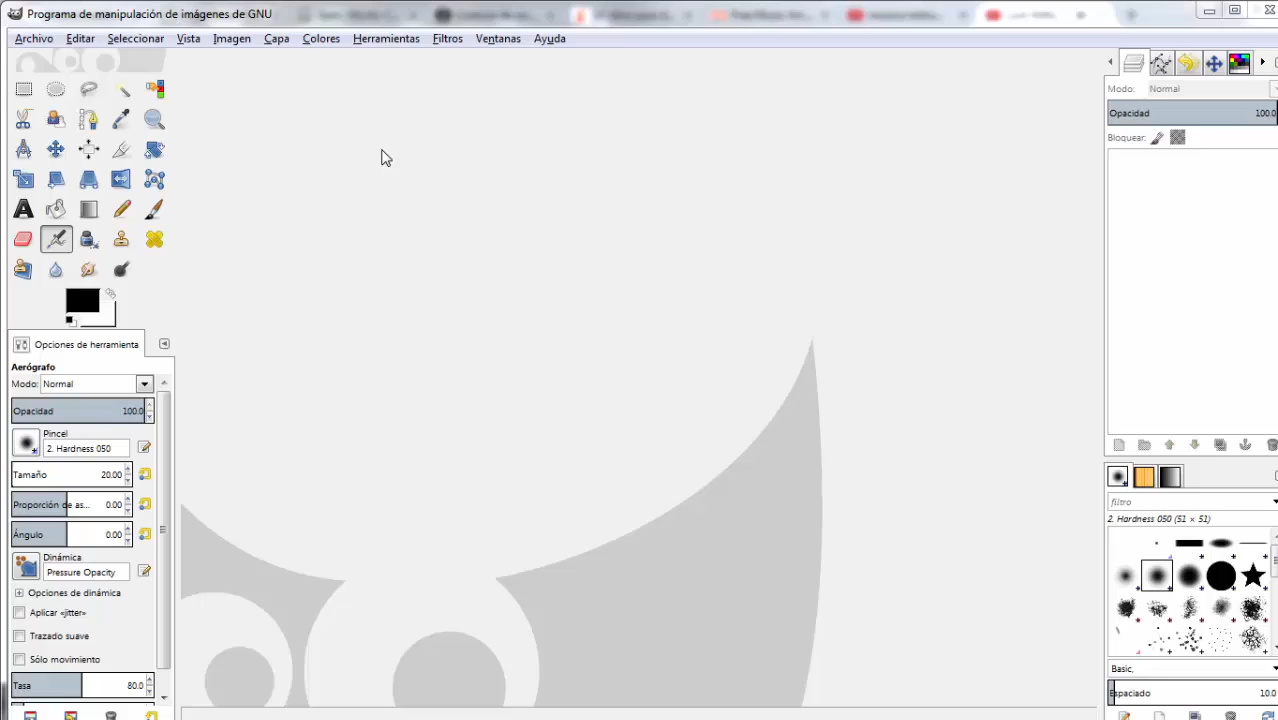 Programa de manipulación de imágenes de GNU
Archivo Editar Seleccionar Vista Imagen Capa Colores Herramientas Filtros Ventanas Ayuda
Modo: Normal
Opacidad 100.0
Bloquear:
Opciones de herramienta
Aerógrafo
Modo: Normal
Opacidad 100.0
Pincel
2. Hardness 050
Tamaño 20.00
Proporción de as... 0.00
Ángulo 0.00
Dinámica
Pressure Opacity
Opciones de dinámica
Aplicar «jitter»
Trazado suave
Sólo movimiento
Tasa 80.0
filtro
2. Hardness 050 (51 × 51)
Basic,
Espaciado 10.0